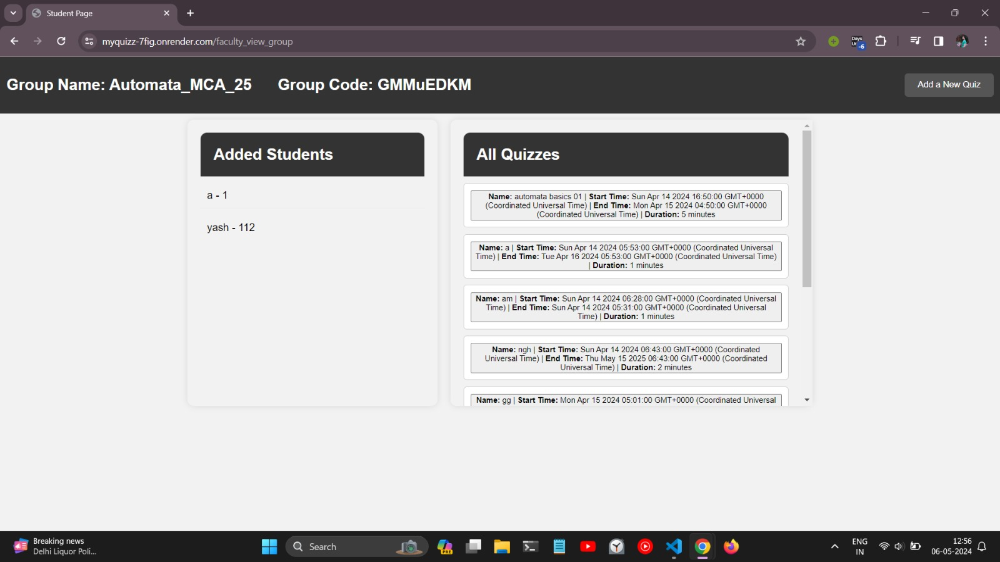 Student Page
myquizz-7fig.onrender.com/faculty_view_group
Days
-6
Group Name: Automata_MCA_25
Group Code: GMMuEDKM
Add a New Quiz
Added Students
a - 1
yash - 112
All Quizzes
Name: automata basics 01 | Start Time: Sun Apr 14 2024 16:50:00 GMT+0000
(Coordinated Universal Time) | End Time: Mon Apr 15 2024 04:50:00 GMT+0000
(Coordinated Universal Time) | Duration: 5 minutes
Name: a | Start Time: Sun Apr 14 2024 05:53:00 GMT+0000 (Coordinated Universal
Time) | End Time: Tue Apr 16 2024 05:53:00 GMT+0000 (Coordinated Universal Time)
| Duration: 1 minutes
Name: am | Start Time: Sun Apr 14 2024 06:28:00 GMT+0000 (Coordinated Universal
Time) | End Time: Sun Apr 14 2024 05:31:00 GMT+0000 (Coordinated Universal
Time) | Duration: 1 minutes
Name: ngh | Start Time: Sun Apr 14 2024 06:43:00 GMT+0000 (Coordinated
Universal Time) | End Time: Thu May 15 2025 06:43:00 GMT+0000 (Coordinated
Universal Time) | Duration: 2 minutes
Name: gg | Start Time: Mon Apr 15 2024 05:01:00 GMT+0000 (Coordinated Universal
Breaking news
Delhi Liquor Poli...
Search
PRE
ENG
IN
12:56
06-05-2024